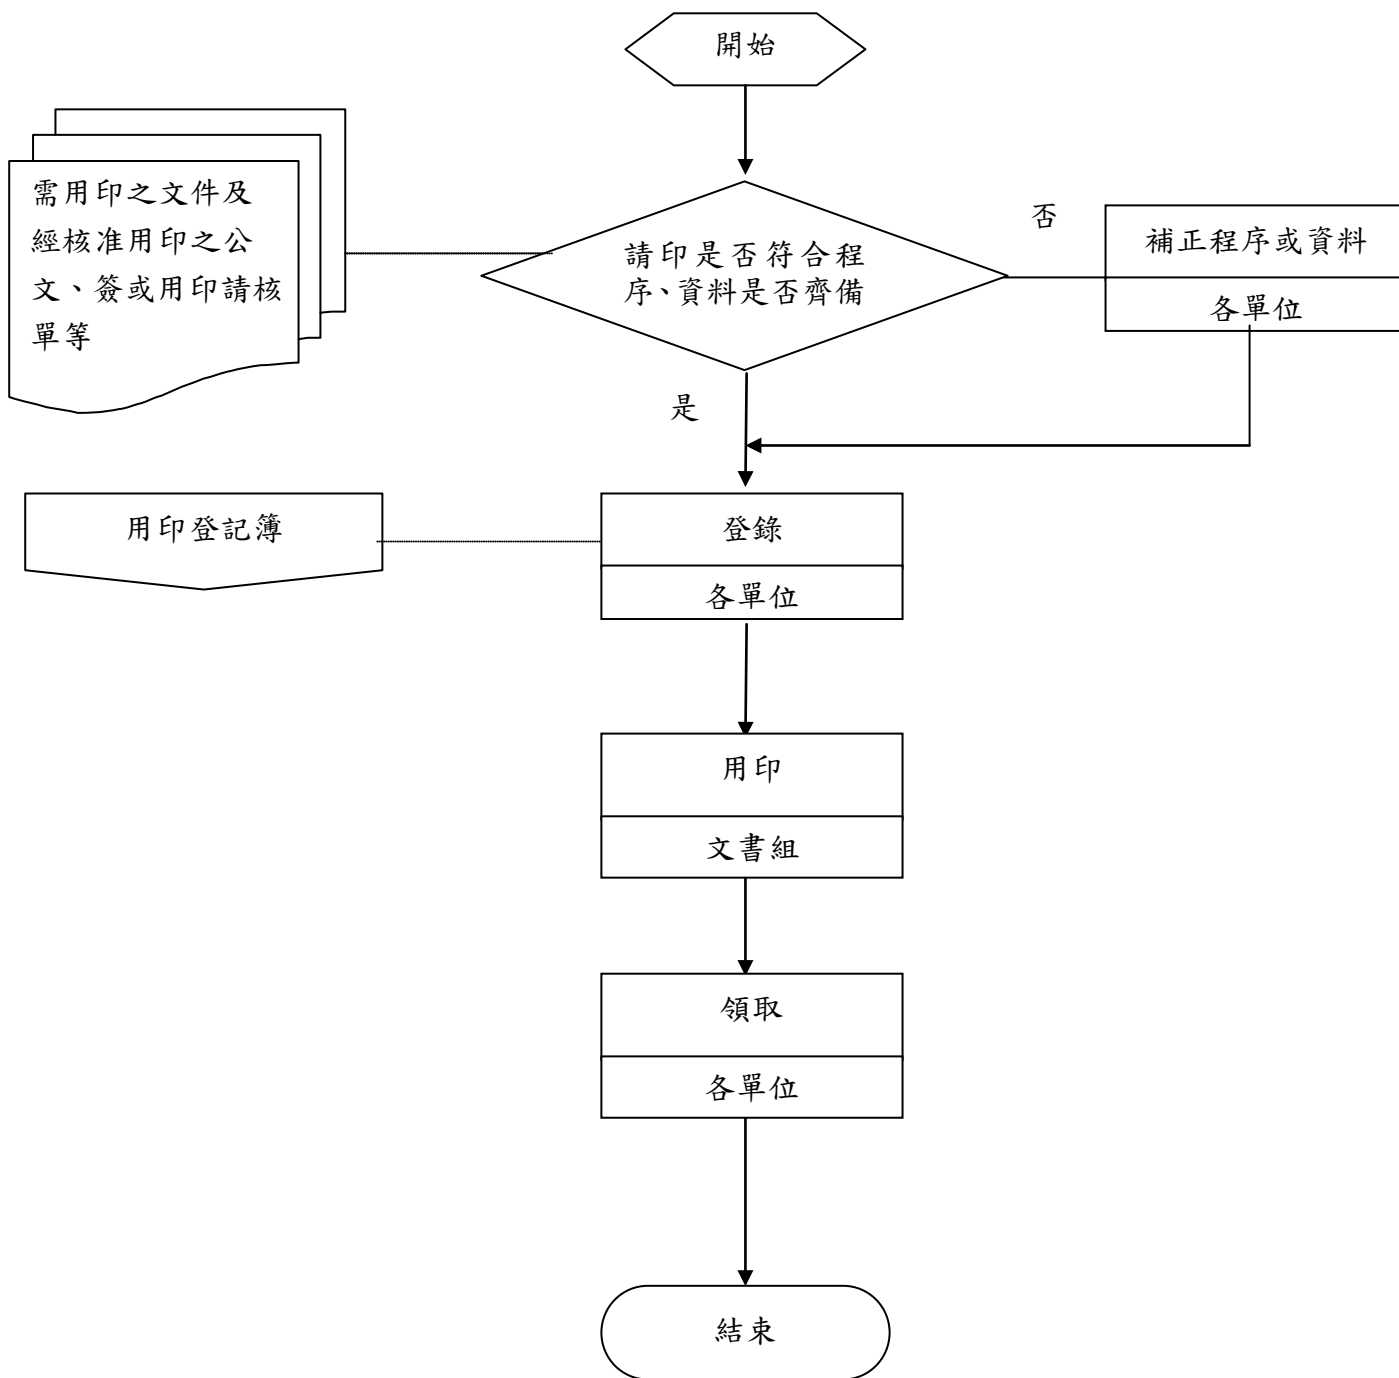 開始
需用印之文件及
經核准用印之公
文、簽或用印請核
單等
請印是否符合程
序、資料是否齊備
否
補正程序或資料
各單位
是
用印登記簿
登錄
各單位
用印
文書組
領取
各單位
結束